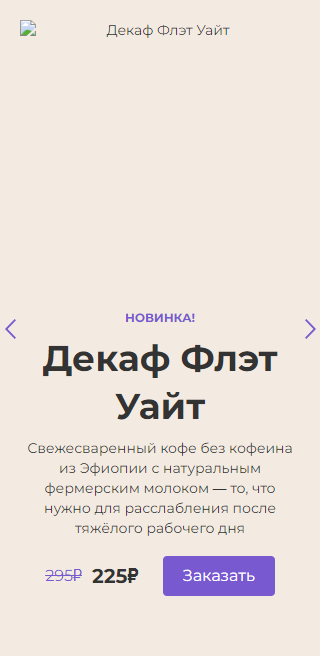 Декаф Флэт Уайт
НОВИНКА!
Декаф Флэт
Уайт
Свежесваренный кофе без кофеина
из Эфиопии с натуральным
фермерским молоком — то, что
нужно для расслабления после
тяжёлого рабочего дня
295₽ 225₽ Заказать